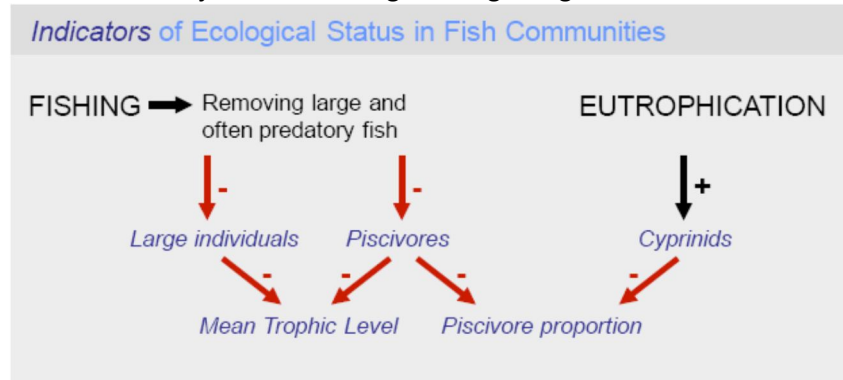 Indicators of Ecological Status in Fish Communities
FISHING
Removing large and
often predatory fish
EUTROPHICATION
-
-
+
Large individuals
Piscivores
Cyprinids
-
-
-
-
Mean Trophic Level
Piscivore proportion